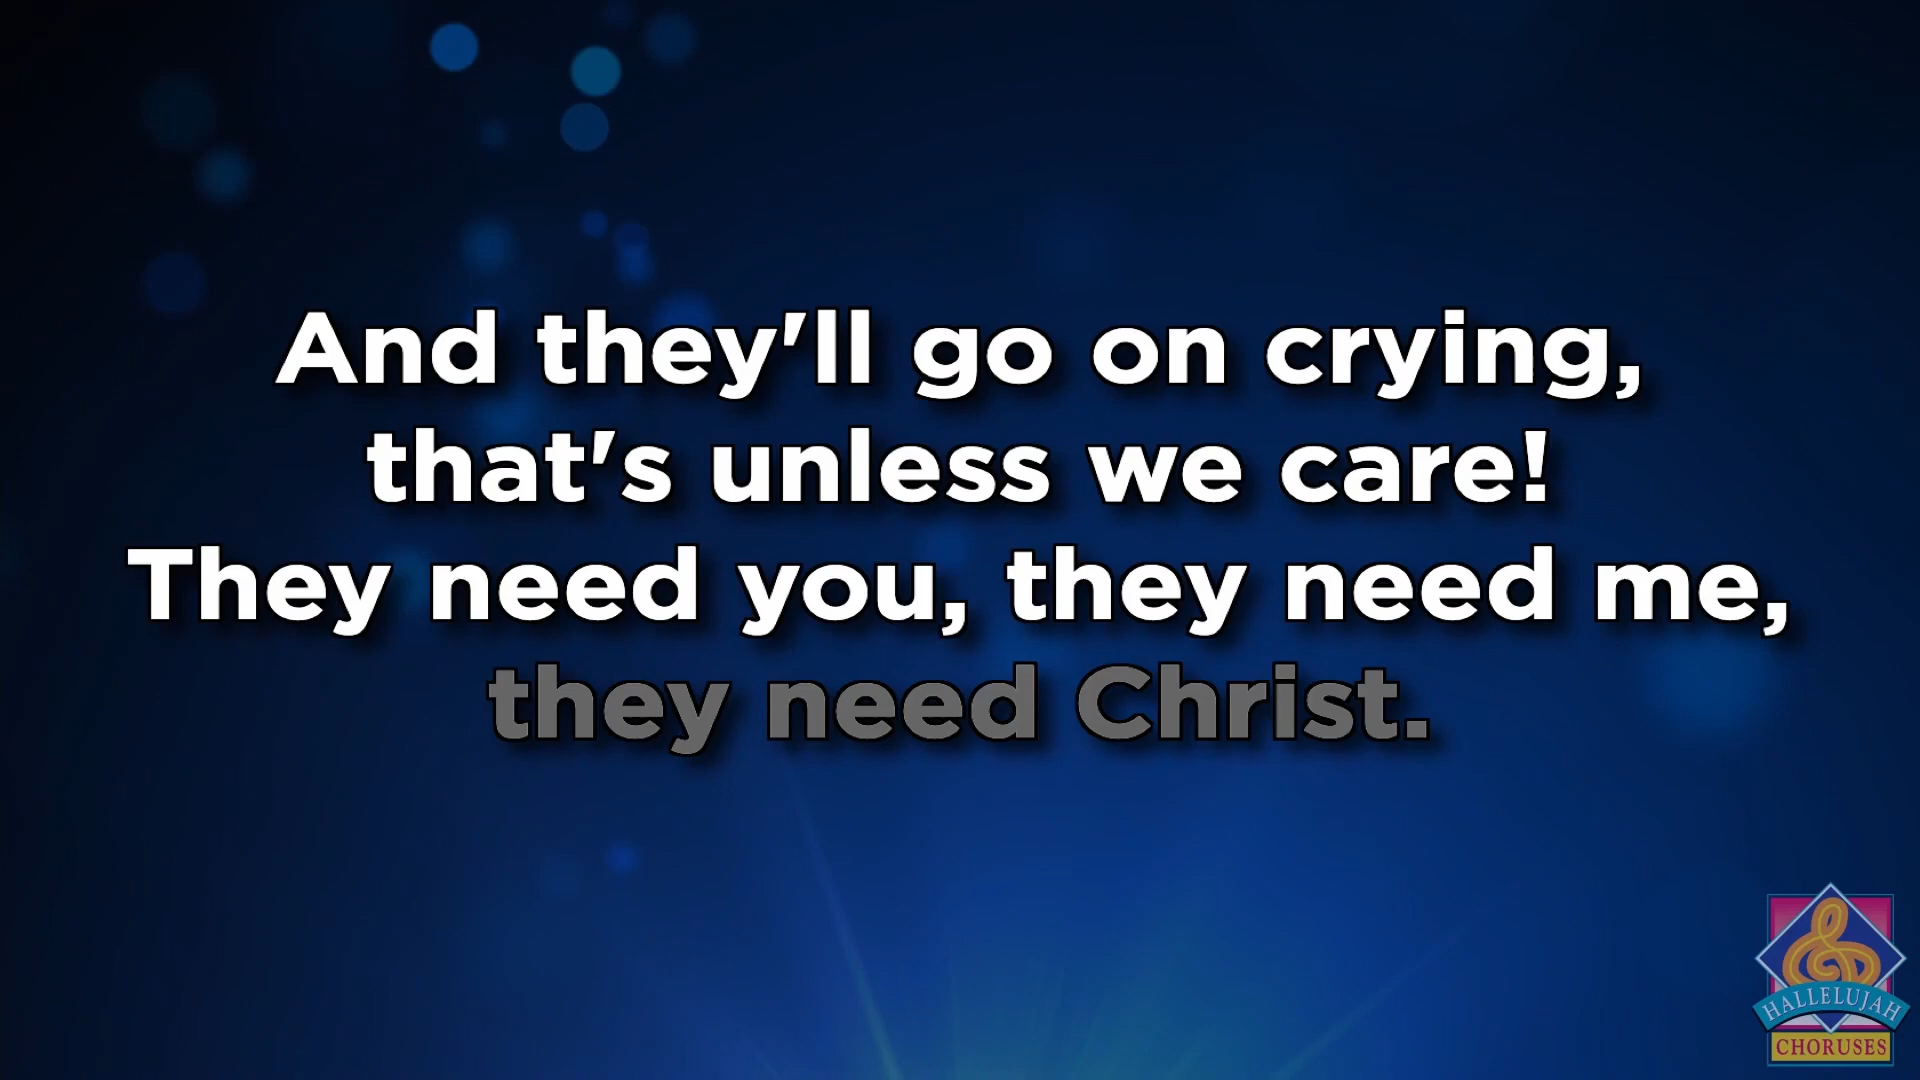 And they'll go on crying,
that's unless we care!
They need you, they need me,
they need Christ.
HALLELUJAH
CHORUSES